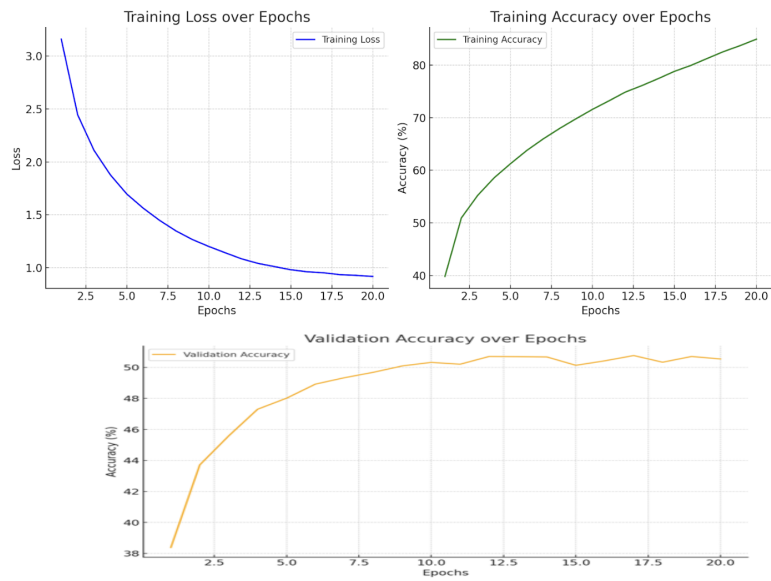 Training Loss over Epochs
Training Loss
3.0
2.5
2.0
1.5
1.0
Loss
2.5 5.0 7.5 10.0 12.5 15.0 17.5 20.0
Epochs
Training Accuracy over Epochs
Training Accuracy
80
70
60
50
40
Accuracy (%)
2.5 5.0 7.5 10.0 12.5 15.0 17.5 20.0
Epochs
Validation Accuracy over Epochs
Validation Accuracy
50
48
46
44
42
40
38
Accuracy (%)
2.5 5.0 7.5 10.0 12.5 15.0 17.5 20.0
Epochs